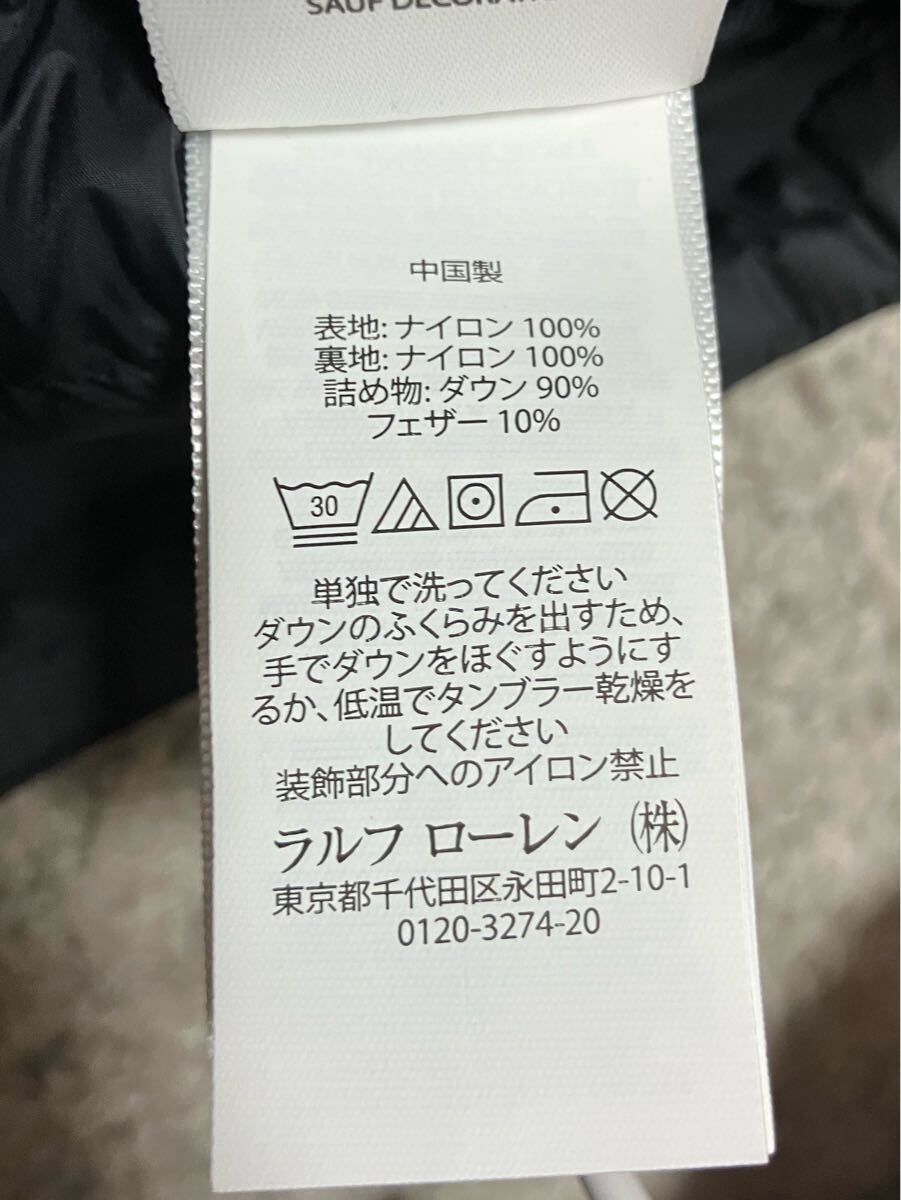 SAUF
中国製
表地: ナイロン 100%
裏地: ナイロン 100%
詰め物: ダウン 90%
フェザー 10%
30
単独で洗ってください
ダウンのふくらみを出すため、
手でダウンをほぐすようにす
るか、低温でタンブラー乾燥を
してください
装飾部分へのアイロン禁止
ラルフ ローレン (株)
東京都千代田区永田町2-10-1
0120-3274-20